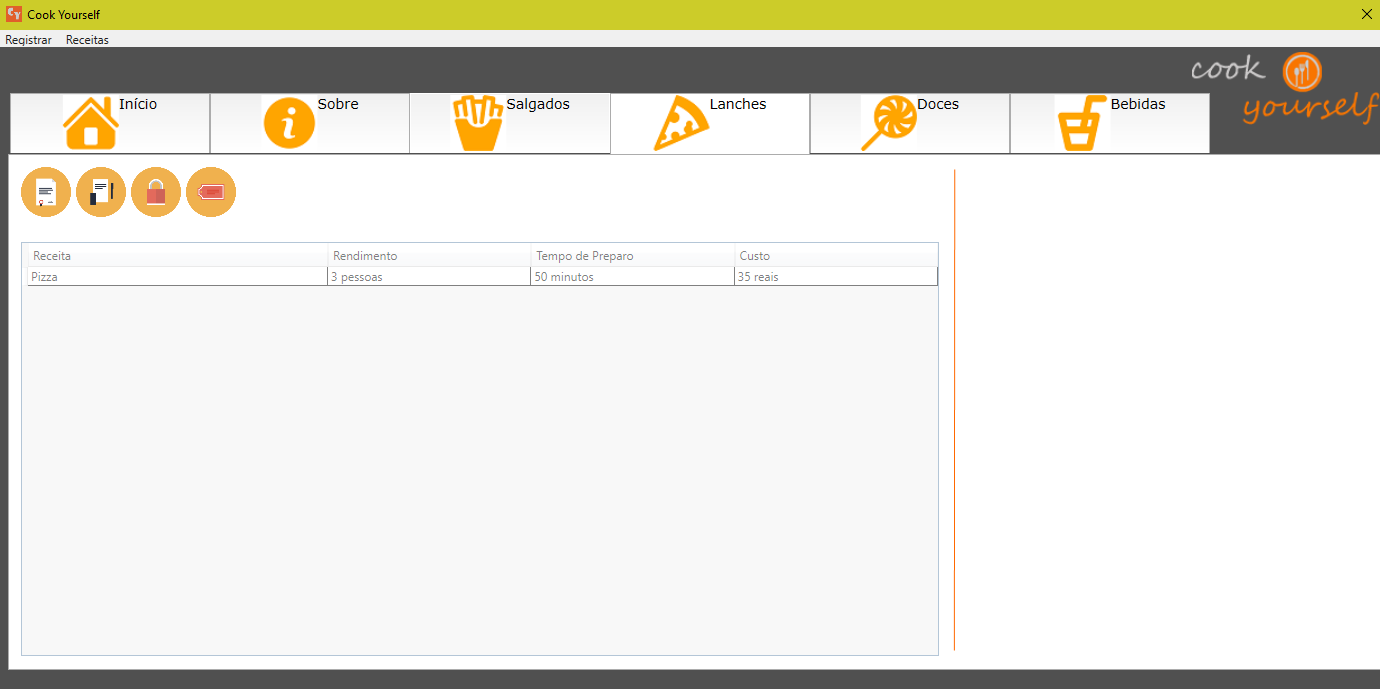 Cook Yourself
Registrar Receitas
cook
yourself
Início Sobre Salgados Lanches Doces Bebidas
Receita Rendimento Tempo de Preparo Custo
Pizza 3 pessoas 50 minutos 35 reais